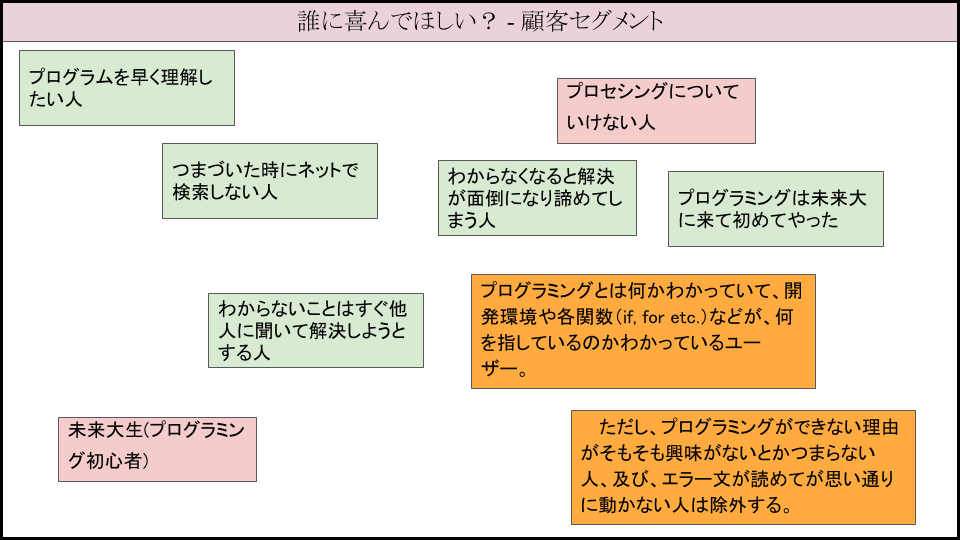 誰に喜んでほしい？ - 顧客セグメント
プログラムを早く理解し
たい人
プロセシングについて
いけない人
つまづいた時にネットで
検索しない人
わからなくなると解決
が面倒になり諦めてし
まう人
プログラミングは未来大
に来て初めてやった
わからないことはすぐ他
人に聞いて解決しようと
する人
プログラミングとは何かわかっていて、開
発環境や各関数（if, for etc.）などが、何
を指しているのかわかっているユー
ザー。
未来大生(プログラミン
グ初心者)
ただし、プログラミングができない理由
がそもそも興味がないとかつまらない
人、及び、エラー文が読めてが思い通り
に動かない人は除外する。